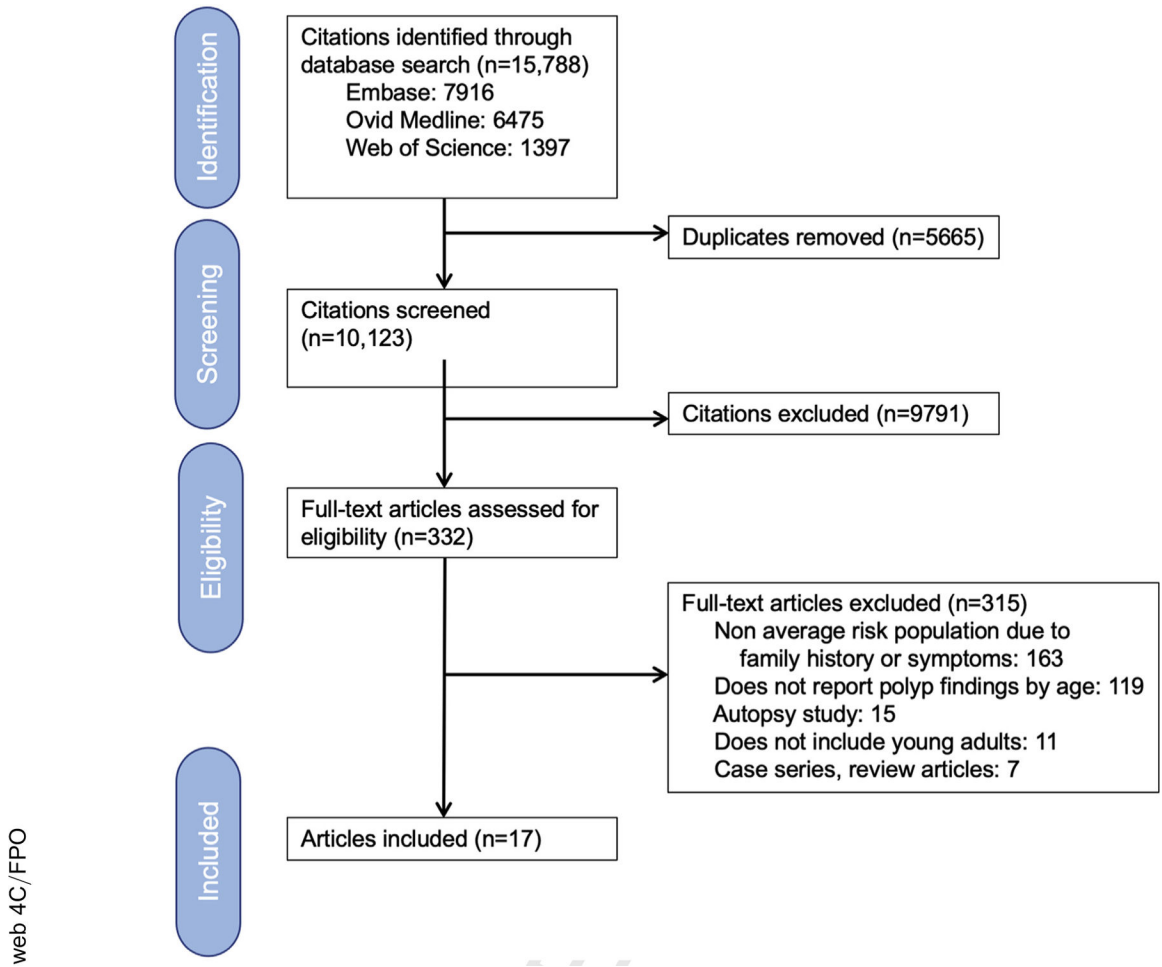 Identification
Citations identified through
database search (n=15,788)
Embase: 7916
Ovid Medline: 6475
Web of Science: 1397
Duplicates removed (n=5665)
Screening
Citations screened
(n=10,123)
Citations excluded (n=9791)
Eligibility
Full-text articles assessed for
eligibility (n=332)
Full-text articles excluded (n=315)
Non average risk population due to
family history or symptoms: 163
Does not report polyp findings by age: 119
Autopsy study: 15
Does not include young adults: 11
Case series, review articles: 7
Included
Articles included (n=17)
web 4C/FPO